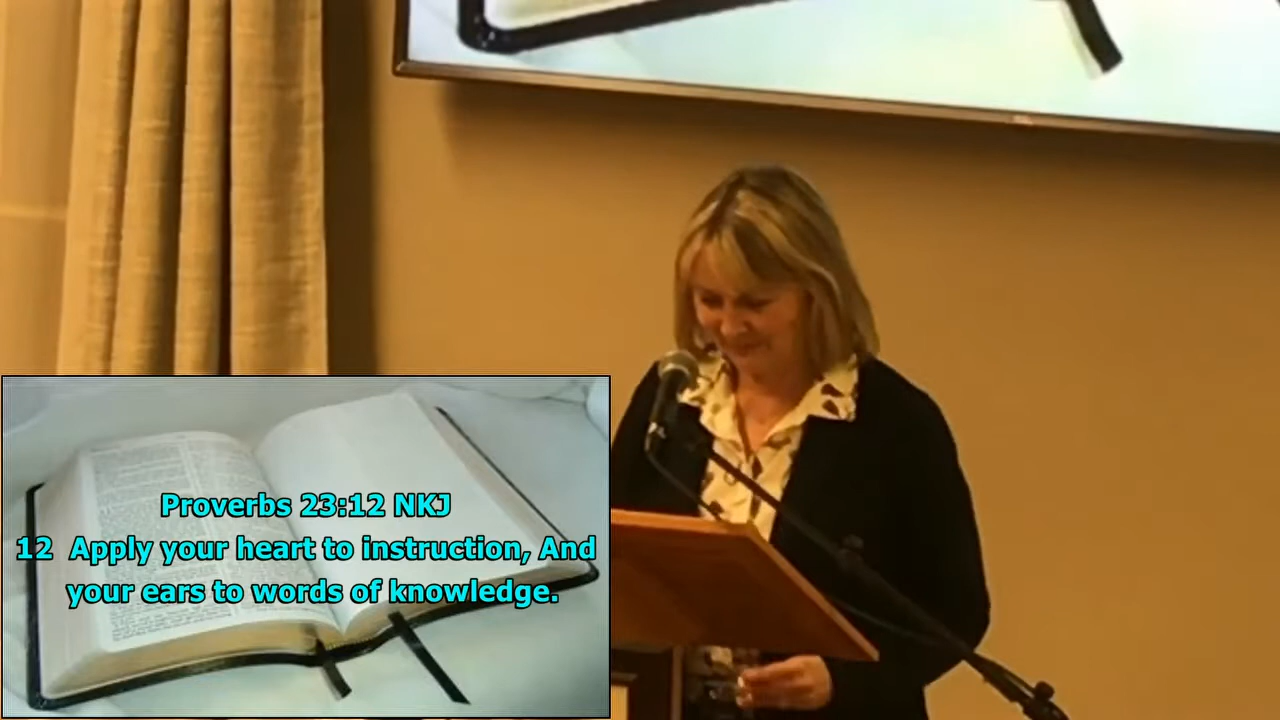 Proverbs 23:12 NKJ
12 Apply your heart to instruction, And
your ears to words of knowledge.